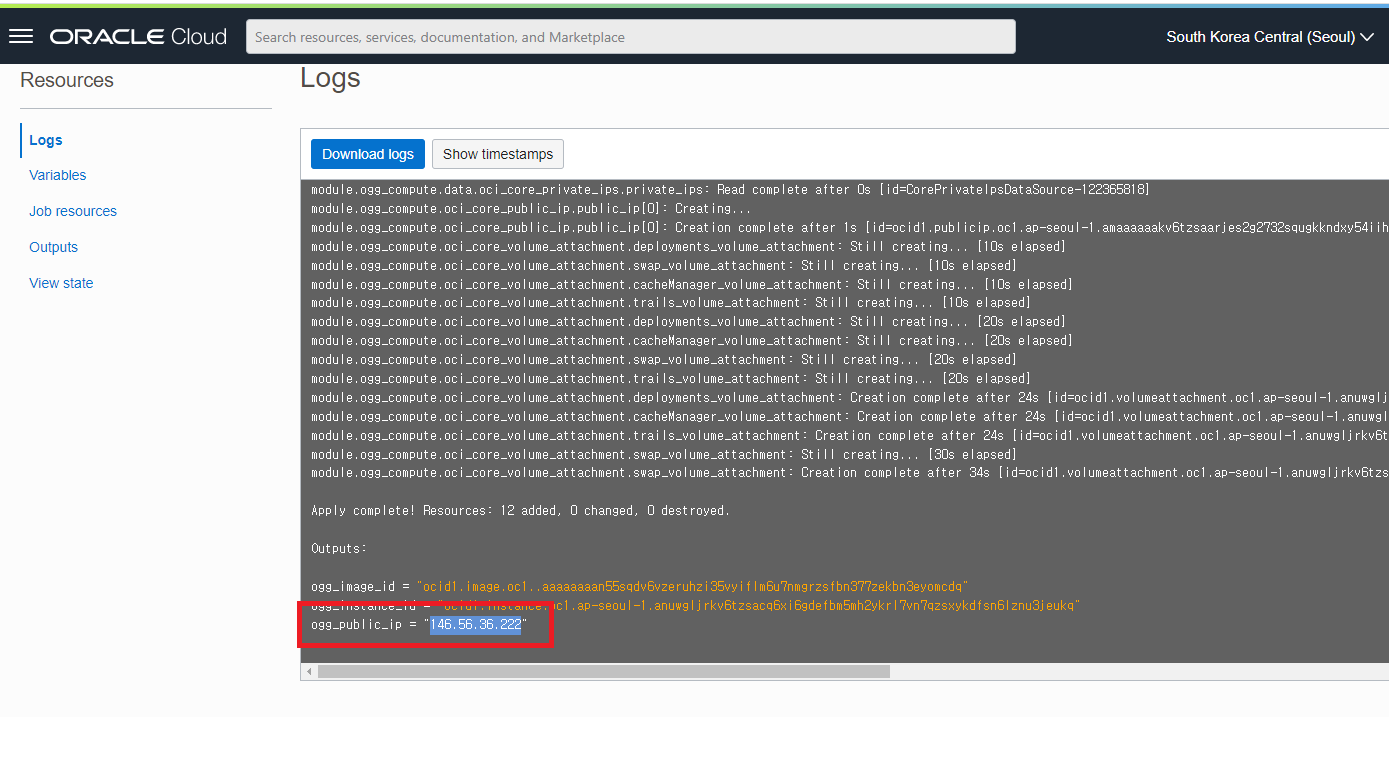 ORACLE Cloud
Search resources, services, documentation, and Marketplace
South Korea Central (Seoul)
Resources
Logs
Variables
Job resources
Outputs
View state
Logs
Download logs
Show timestamps
module.ogg_compute.data.oci_core_private_ips.private_ips: Read complete after 0s [id=CorePrivateIpsDataSource-122365818]
module.ogg_compute.oci_core_public_ip.public_ip[0]: Creating...
module.ogg_compute.oci_core_public_ip.public_ip[0]: Creation complete after 1s [id=ocid1.publicip.oc1.ap-seoul-1.amaaaaaakv6tzsaarjes2g2732squgkkndxy54iih
module.ogg_compute.oci_core_volume_attachment.deployments_volume_attachment: Still creating... [10s elapsed]
module.ogg_compute.oci_core_volume_attachment.swap_volume_attachment: Still creating... [10s elapsed]
module.ogg_compute.oci_core_volume_attachment.cacheManager_volume_attachment: Still creating... [10s elapsed]
module.ogg_compute.oci_core_volume_attachment.trails_volume_attachment: Still creating... [10s elapsed]
module.ogg_compute.oci_core_volume_attachment.deployments_volume_attachment: Still creating... [20s elapsed]
module.ogg_compute.oci_core_volume_attachment.cacheManager_volume_attachment: Still creating... [20s elapsed]
module.ogg_compute.oci_core_volume_attachment.swap_volume_attachment: Still creating... [20s elapsed]
module.ogg_compute.oci_core_volume_attachment.trails_volume_attachment: Still creating... [20s elapsed]
module.ogg_compute.oci_core_volume_attachment.deployments_volume_attachment: Creation complete after 24s [id=ocid1.volumeattachment.oc1.ap-seoul-1.anuwglj
module.ogg_compute.oci_core_volume_attachment.cacheManager_volume_attachment: Creation complete after 24s [id=ocid1.volumeattachment.oc1.ap-seoul-1.anuwgl
module.ogg_compute.oci_core_volume_attachment.trails_volume_attachment: Creation complete after 24s [id=ocid1.volumeattachment.oc1.ap-seoul-1.anuwgljrkv6t
module.ogg_compute.oci_core_volume_attachment.swap_volume_attachment: Still creating... [30s elapsed]
module.ogg_compute.oci_core_volume_attachment.swap_volume_attachment: Creation complete after 34s [id=ocid1.volumeattachment.oc1.ap-seoul-1.anuwgljrkv6tzs
Apply complete! Resources: 12 added, 0 changed, 0 destroyed.
Outputs:
ogg_image_id = "ocid1.image.oc1..aaaaaaaan55sqdv6vzeruhzi35vyiflm6u7nmgrzsfbn377zekbn3eyomcdq"
ogg_instance_id = "ocid1.instance.oc1.ap-seoul-1.anuwgljrkv6tzsacq6xi6gdefbm5mh2ykrl7vn7qzsxykdfsn6lznu3jeukq"
ogg_public_ip = "146.56.36.222"